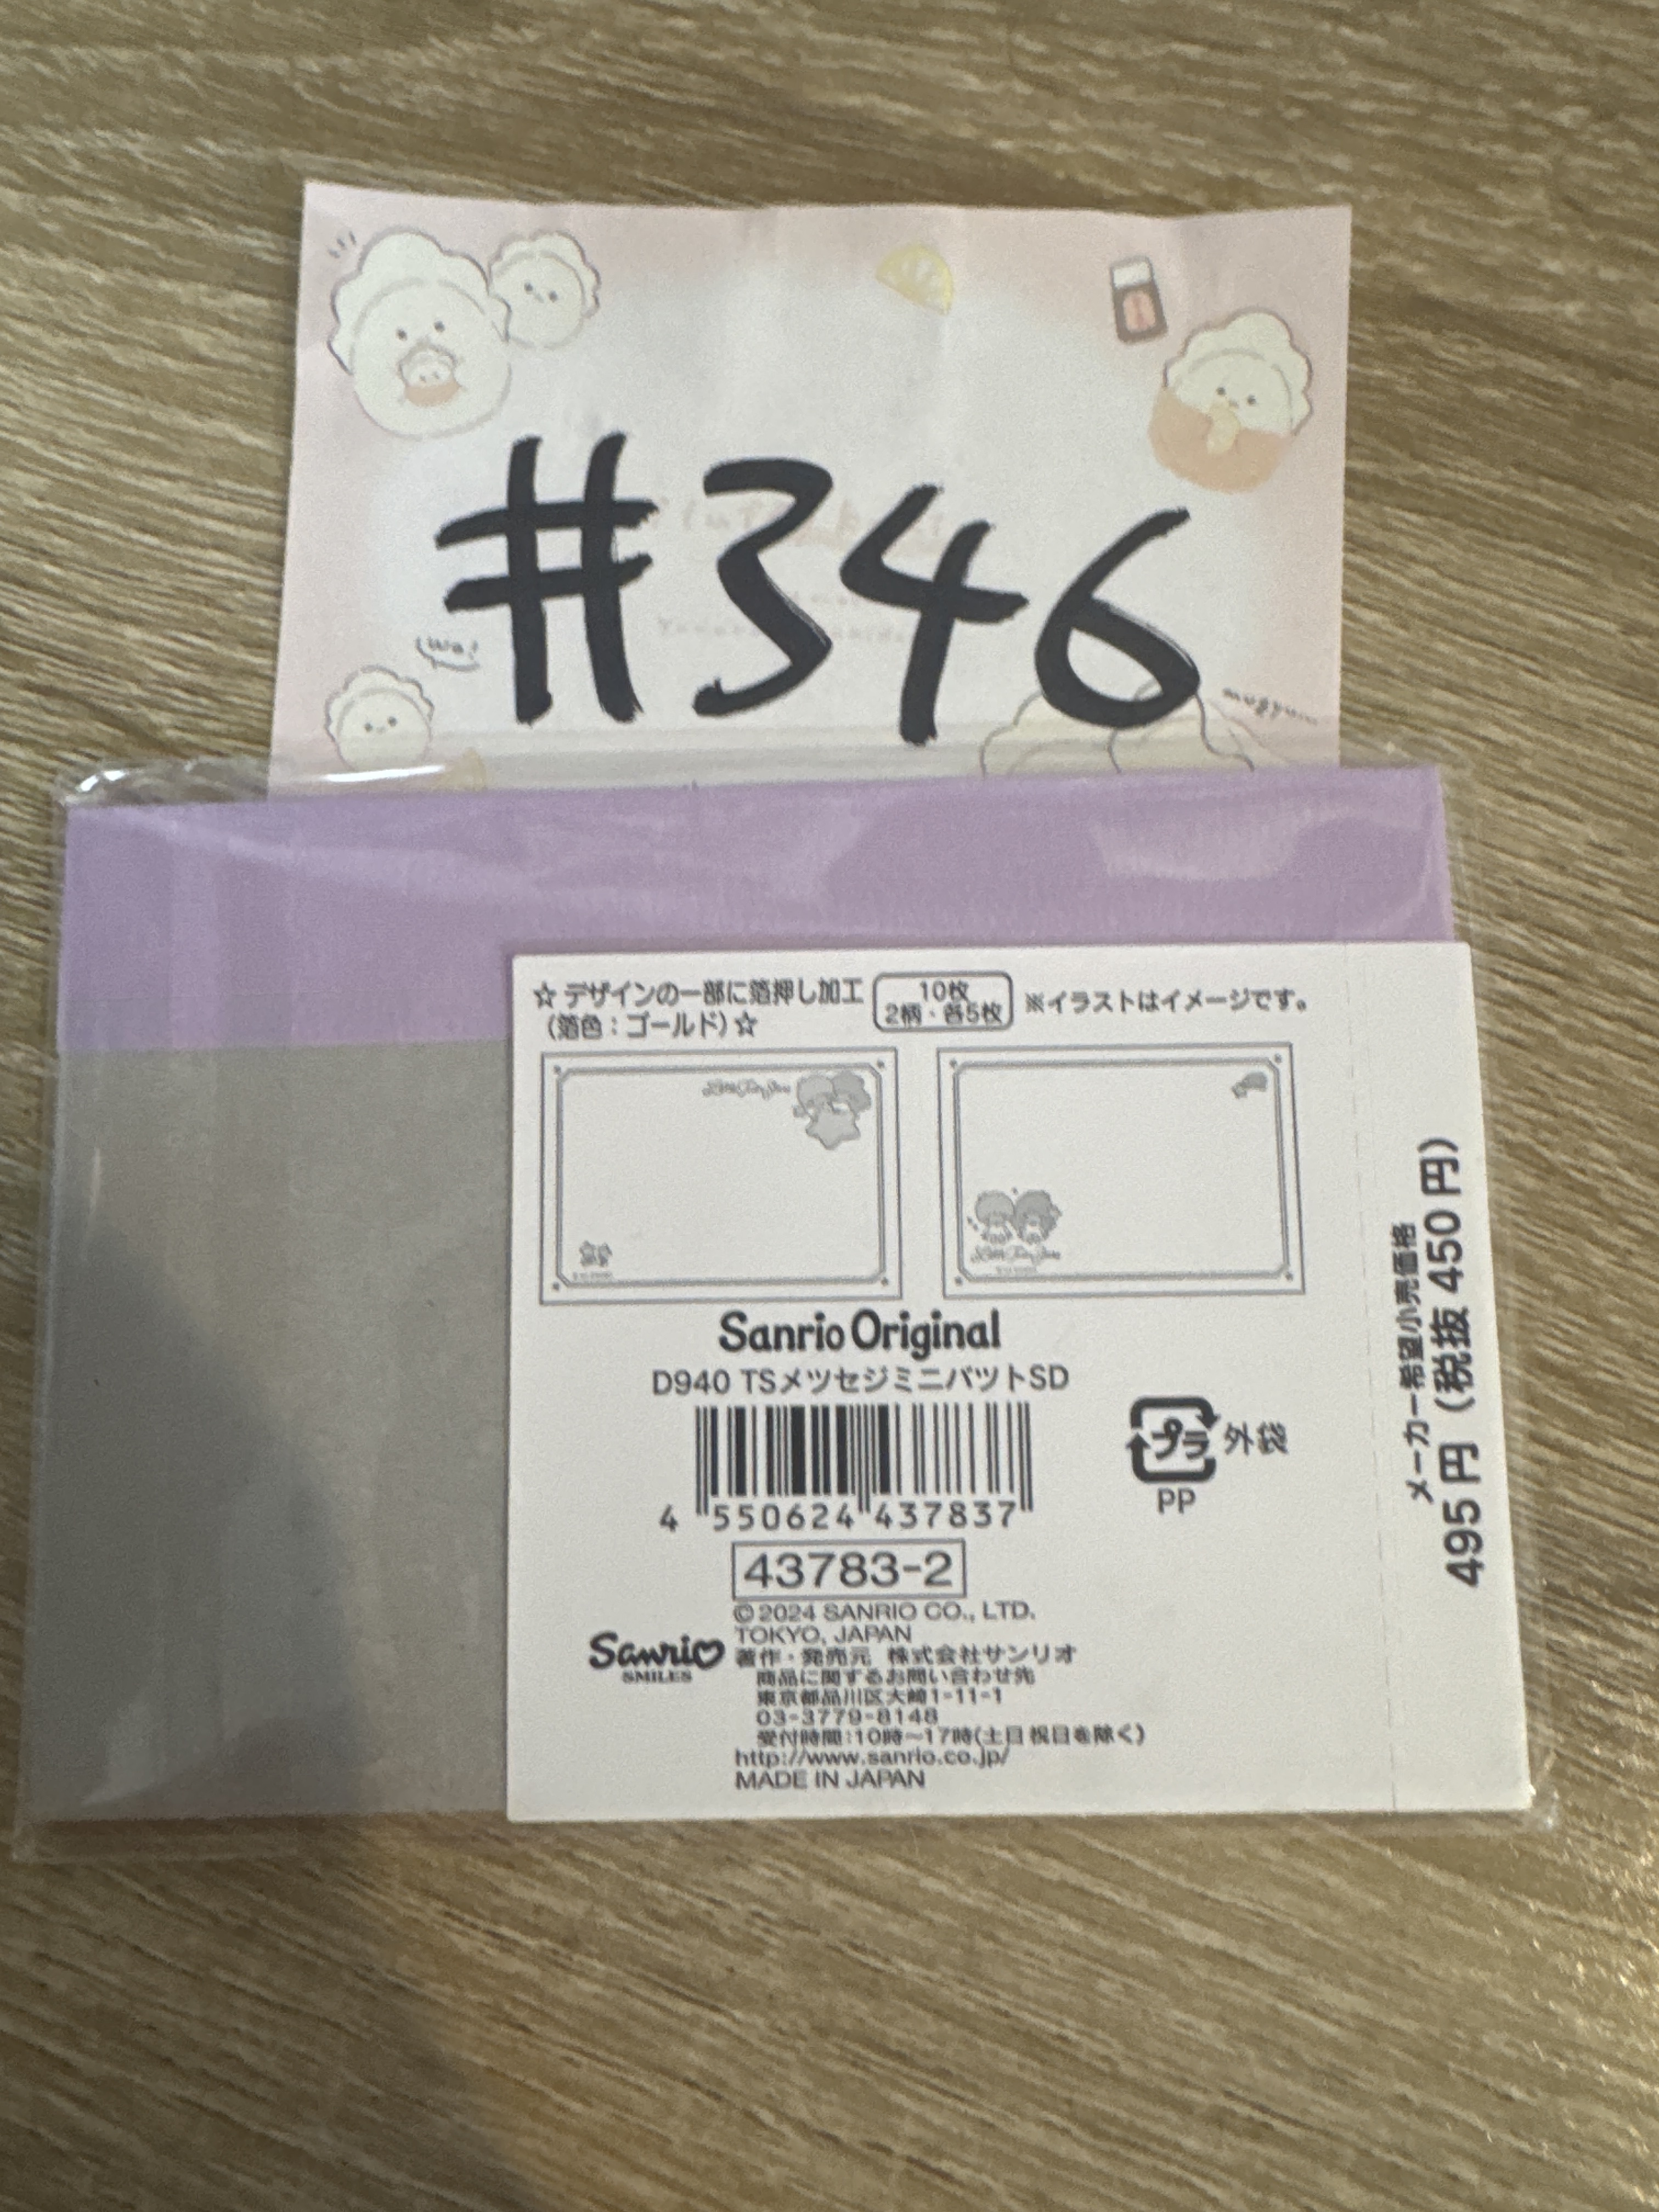 #346
Wa!
mugyu...
☆デザインの一部に箔押し加工
(箔色：ゴールド)☆
10枚
2柄・各5枚
※イラストはイメージです。
Little Twin Stars
Little Twin Stars
Sanrio Original
D940 TSメツセジミニバツトSD
4 550624 437837
プラ 外袋
PP
43783-2
©2024 SANRIO CO., LTD.
TOKYO, JAPAN
Sanrio
SMILES
著作・発売元 株式会社サンリオ
商品に関するお問い合わせ先
東京都品川区大崎1-11-1
03-3779-8148
受付時間：10時～17時(土日祝日を除く)
http://www.sanrio.co.jp/
MADE IN JAPAN
メーカー希望小売価格
495円（税抜450円）